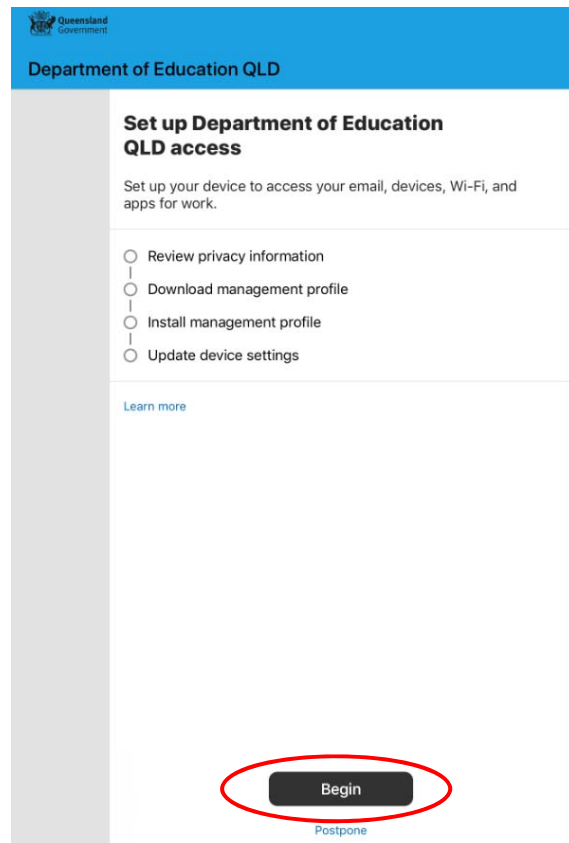 Queensland
Government
Department of Education QLD
Set up Department of Education
QLD access
Set up your device to access your email, devices, Wi-Fi, and
apps for work.
Review privacy information
Download management profile
Install management profile
Update device settings
Learn more
Begin
Postpone